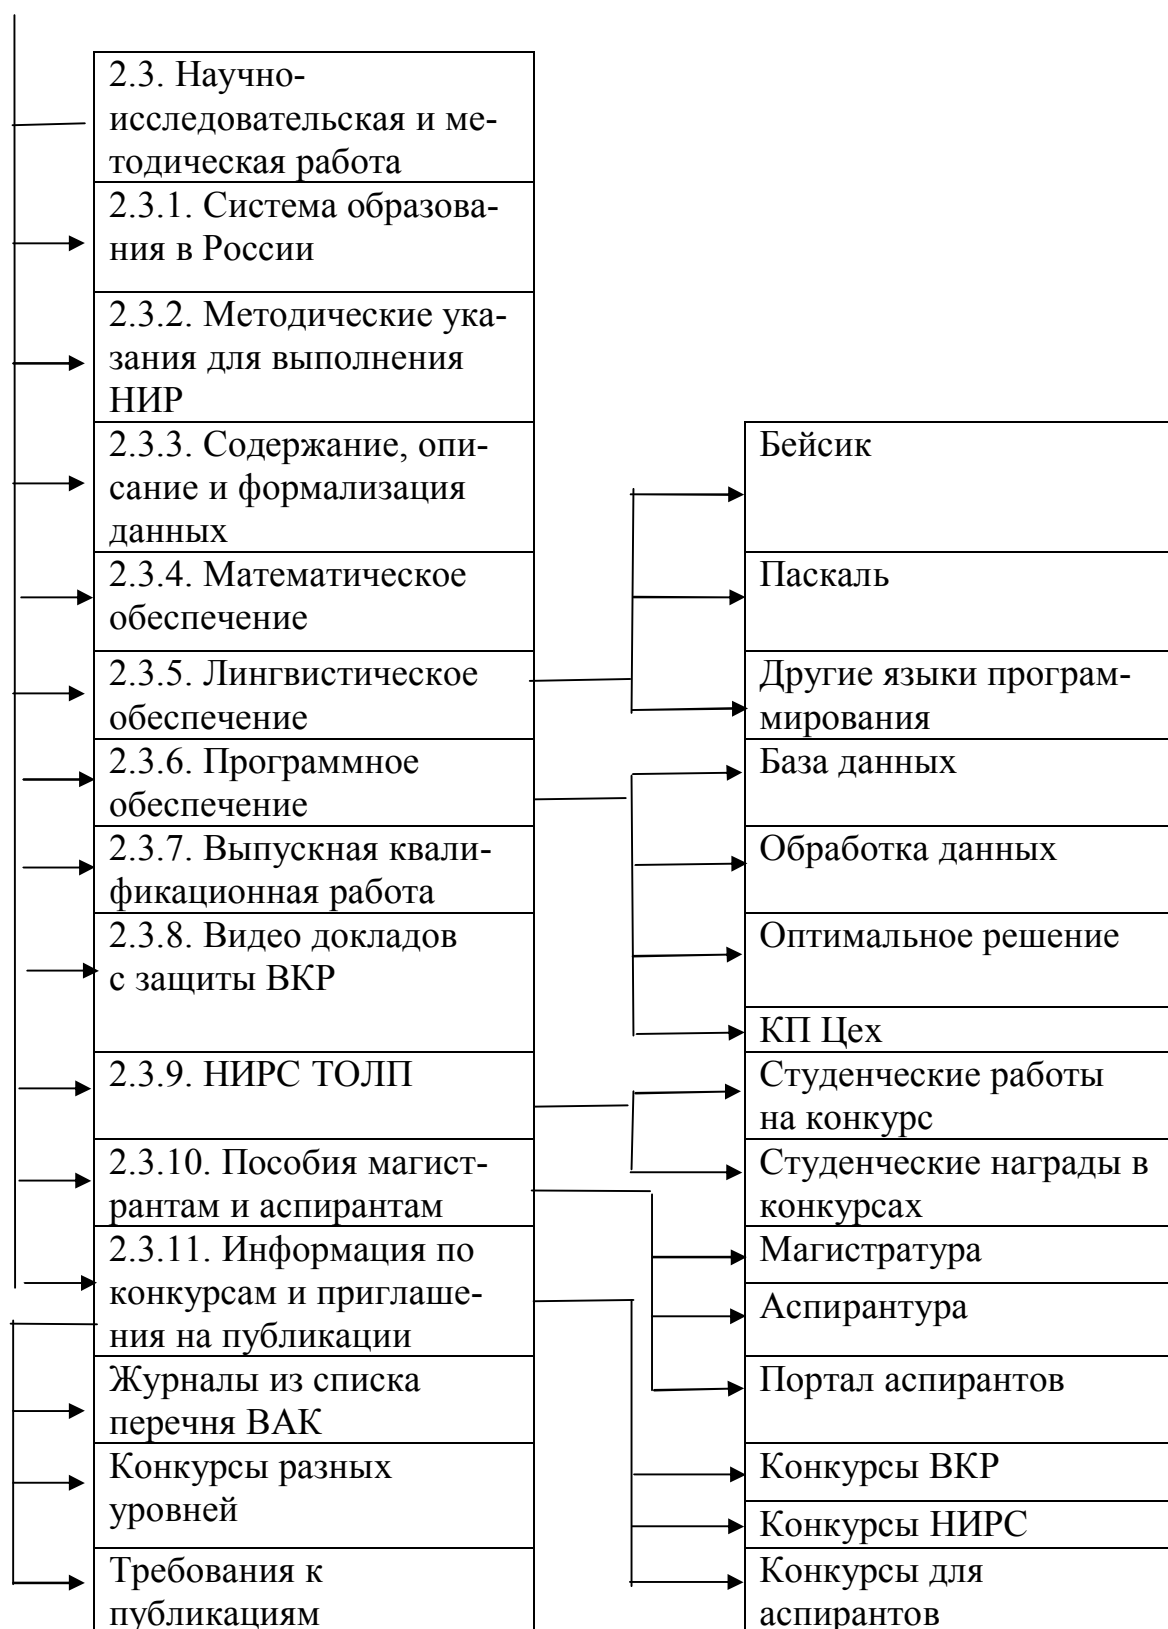 2.3. Научно-
исследовательская и ме-
тодическая работа
2.3.1. Система образова-
ния в России
2.3.2. Методические ука-
зания для выполнения
НИР
2.3.3. Содержание, опи-
сание и формализация
данных
2.3.4. Математическое
обеспечение
2.3.5. Лингвистическое
обеспечение
2.3.6. Программное
обеспечение
2.3.7. Выпускная квали-
фикационная работа
2.3.8. Видео докладов
с защиты ВКР
2.3.9. НИРС ТОЛП
2.3.10. Пособия магист-
рантам и аспирантам
2.3.11. Информация по
конкурсам и приглаше-
ния на публикации
Журналы из списка
перечня ВАК
Конкурсы разных
уровней
Требования к
публикациям
Бейсик
Паскаль
Другие языки програм-
мирования
База данных
Обработка данных
Оптимальное решение
КП Цех
Студенческие работы
на конкурс
Студенческие награды в
конкурсах
Магистратура
Аспирантура
Портал аспирантов
Конкурсы ВКР
Конкурсы НИРС
Конкурсы для
аспирантов